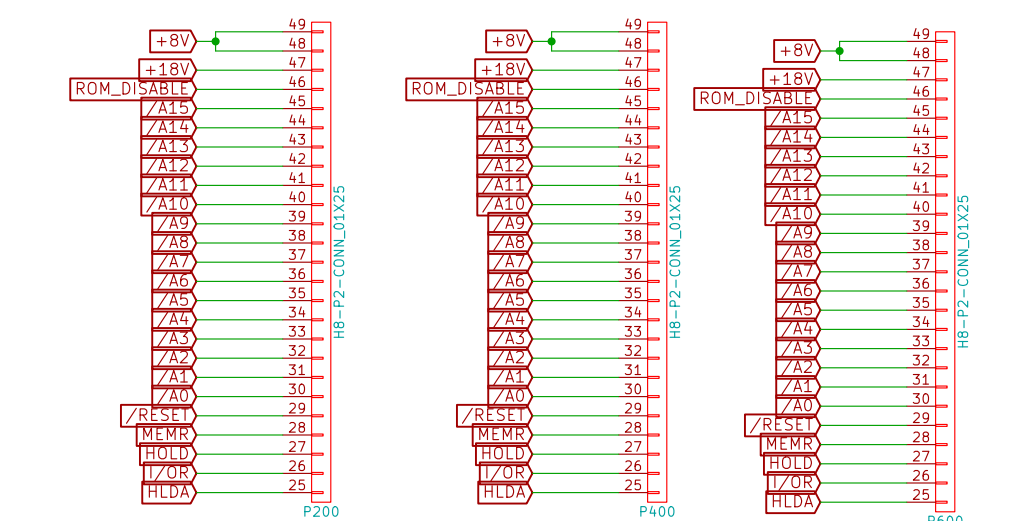 +8V 49
48
+18V 47
ROM_DISABLE 46
/A15 45
/A14 44
/A13 43
/A12 42
/A11 41
/A10 40
/A9 39
/A8 38
/A7 37
/A6 36
/A5 35
/A4 34
/A3 33
/A2 32
/A1 31
/A0 30
/RESET 29
MEMR 28
HOLD 27
I/OR 26
HLDA 25
H8-P2-CONN_01X25
P200
+8V 49
48
+18V 47
ROM_DISABLE 46
/A15 45
/A14 44
/A13 43
/A12 42
/A11 41
/A10 40
/A9 39
/A8 38
/A7 37
/A6 36
/A5 35
/A4 34
/A3 33
/A2 32
/A1 31
/A0 30
/RESET 29
MEMR 28
HOLD 27
I/OR 26
HLDA 25
H8-P2-CONN_01X25
P400
+8V 49
48
+18V 47
ROM_DISABLE 46
/A15 45
/A14 44
/A13 43
/A12 42
/A11 41
/A10 40
/A9 39
/A8 38
/A7 37
/A6 36
/A5 35
/A4 34
/A3 33
/A2 32
/A1 31
/A0 30
/RESET 29
MEMR 28
HOLD 27
I/OR 26
HLDA 25
H8-P2-CONN_01X25
P600